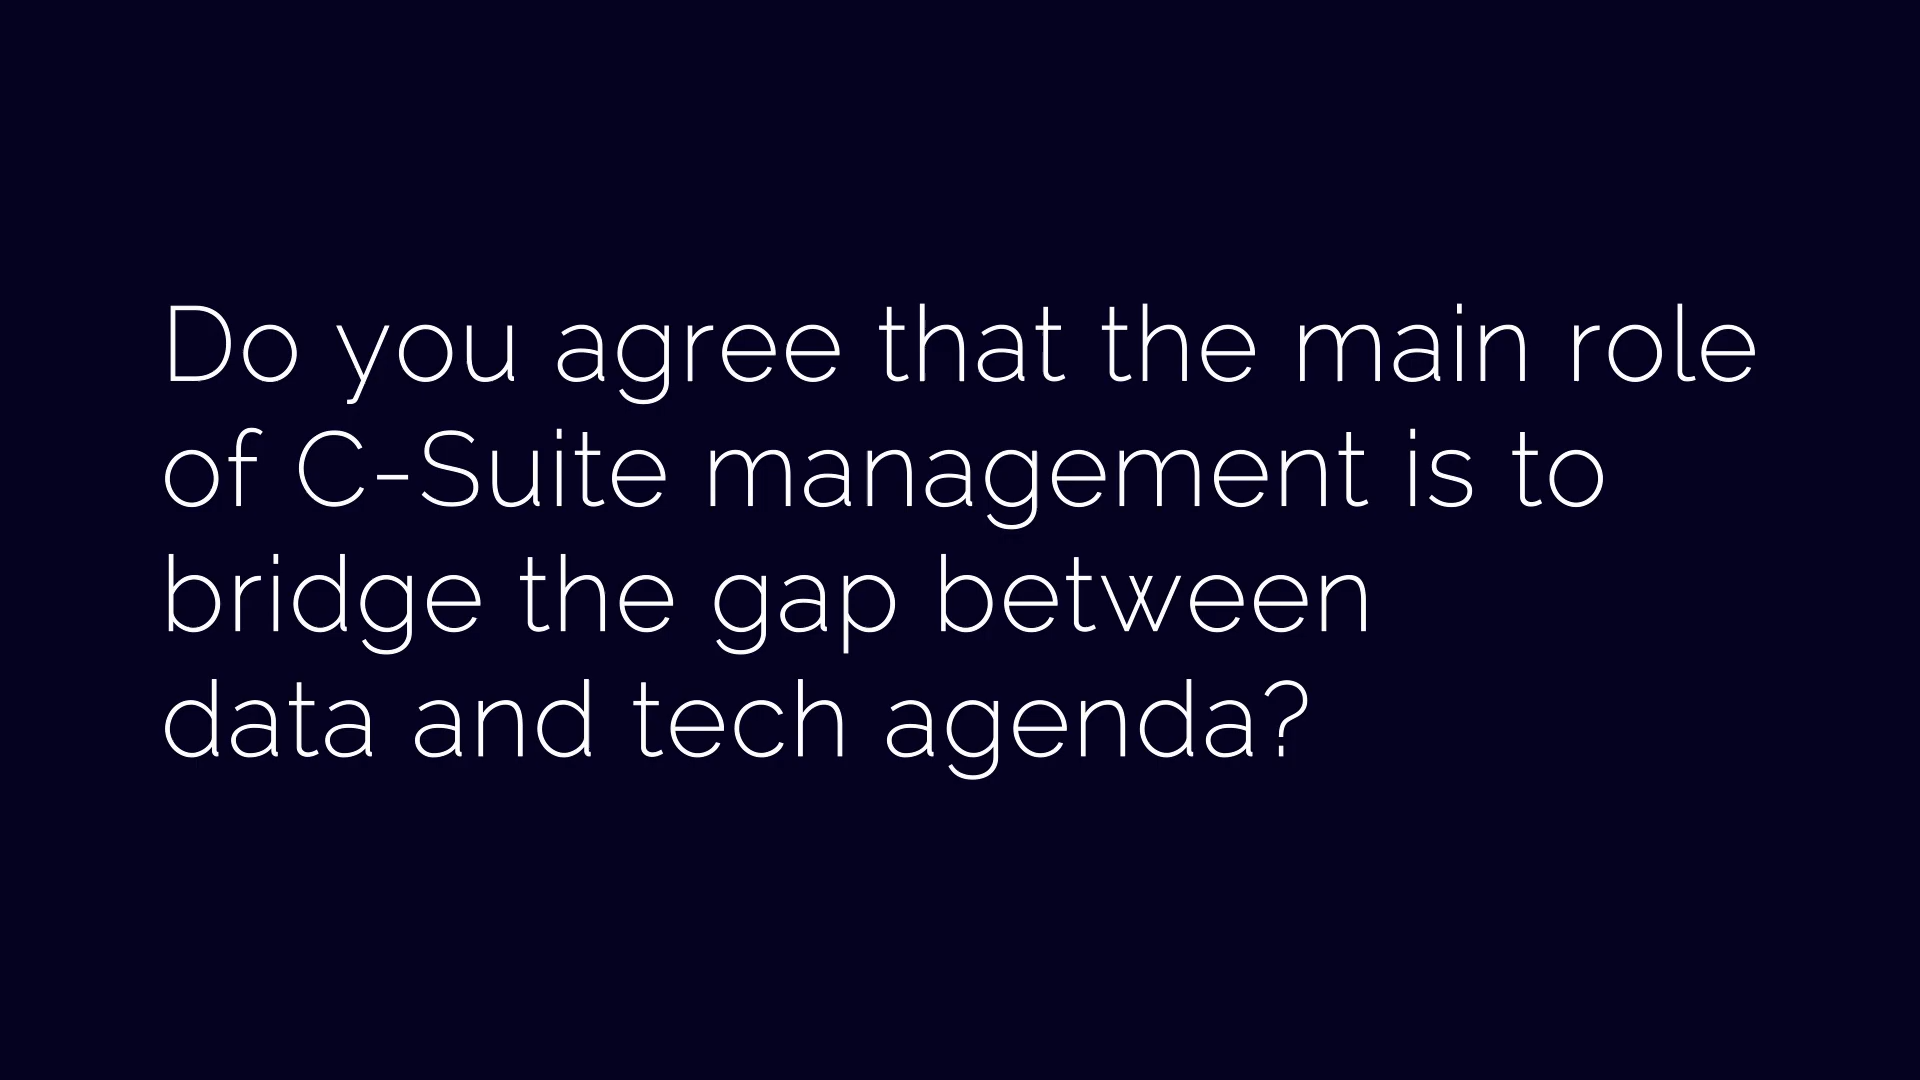 Do you agree that the main role
of C-Suite management is to
bridge the gap between
data and tech agenda?